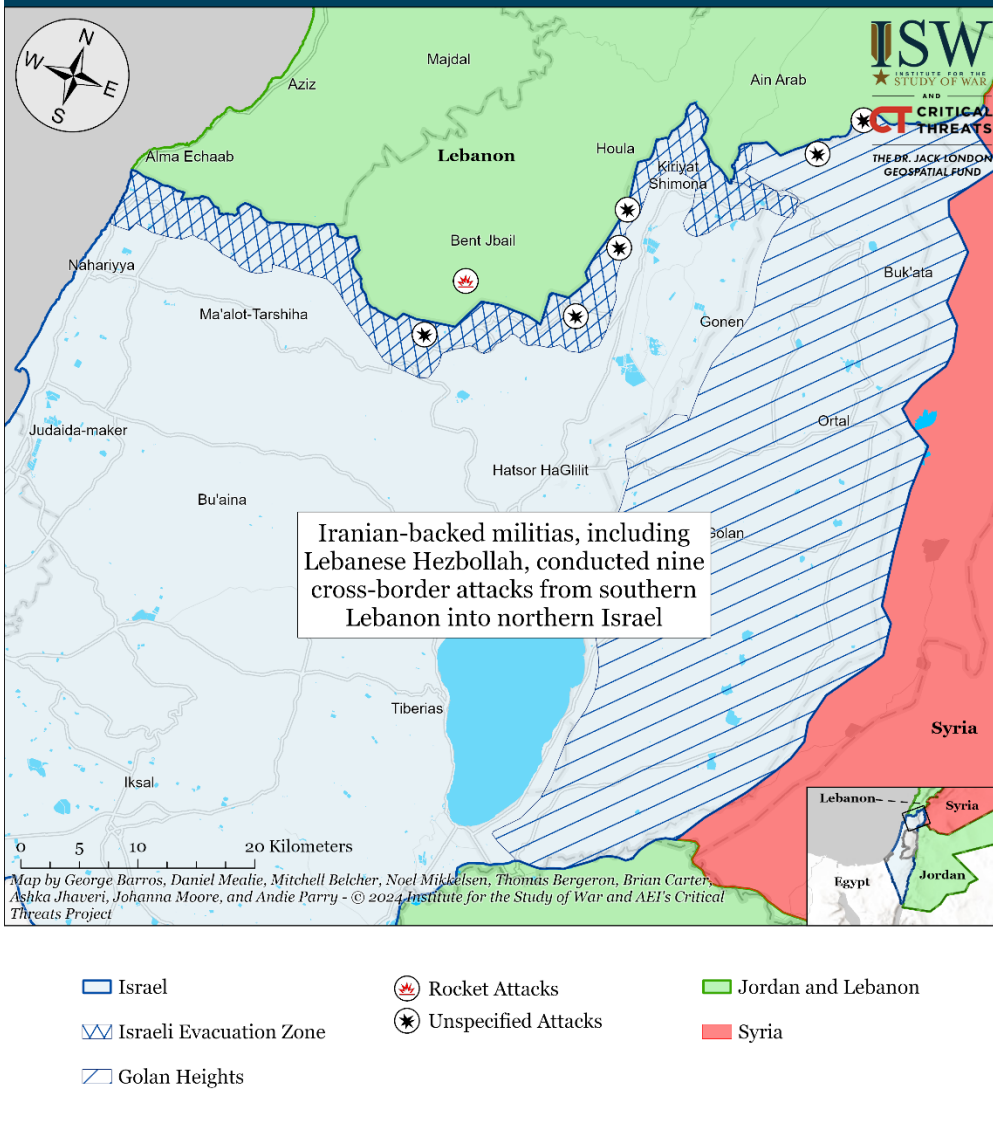 N
W
E
S
ISW
INSTITUTE FOR THE
STUDY OF WAR
AND
CT CRITICAL
THREATS
THE DR. JACK LONDON
GEOSPATIAL FUND
Majdal
Aziz
Ain Arab
Alma Echaab
Lebanon
Houla
Kiriyat
Shimona
Bent Jbail
Nahariyya
Buk'ata
Ma'alot-Tarshiha
Gonen
Judaida-maker
Ortal
Hatsor HaGlilit
Bu'aina
Golan
Iranian-backed militias, including
Lebanese Hezbollah, conducted nine
cross-border attacks from southern
Lebanon into northern Israel
Tiberias
Syria
Iksal
Lebanon
Syria
Egypt
Jordan
0 5 10 20 Kilometers
Map by George Barros, Daniel Mealie, Mitchell Belcher, Noel Mikkelsen, Thomas Bergeron, Brian Carter,
Ashka Jhaveri, Johanna Moore, and Andie Parry - © 2024 Institute for the Study of War and AEI's Critical
Threats Project
Israel
Israeli Evacuation Zone
Golan Heights
Rocket Attacks
Unspecified Attacks
Jordan and Lebanon
Syria